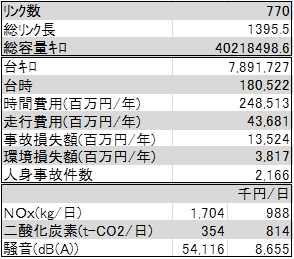 リンク数 770
総リンク長 1395.5
総容量ｷﾛ 40218498.6
台ｷﾛ 7,891,727
台時 180,522
時間費用(百万円/年) 248,513
走行費用(百万円/年) 43,681
事故損失額(百万円/年) 13,524
環境損失額(百万円/年) 3,817
人身事故件数 2,166
千円/日
NOx(kg/日) 1,704 988
二酸化炭素(t-CO2/日) 354 814
騒音(dB(A)) 54,116 8,655